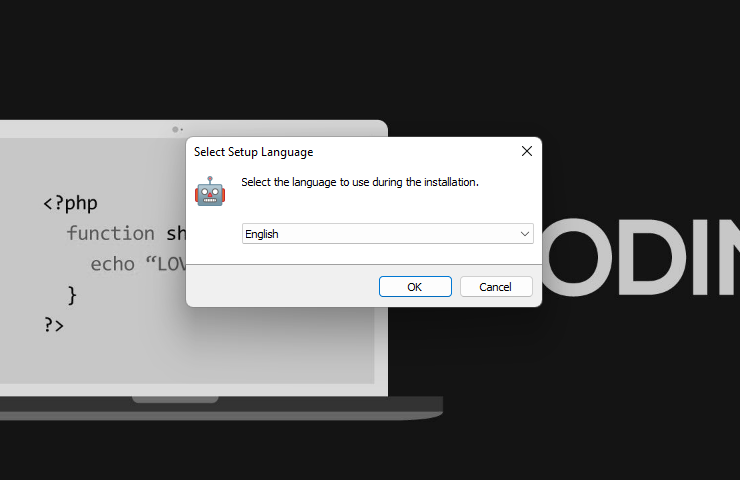 Select Setup Language
Select the language to use during the installation.
English
OK
Cancel
<?php
function
echo “LOV
}
?>
ODIN